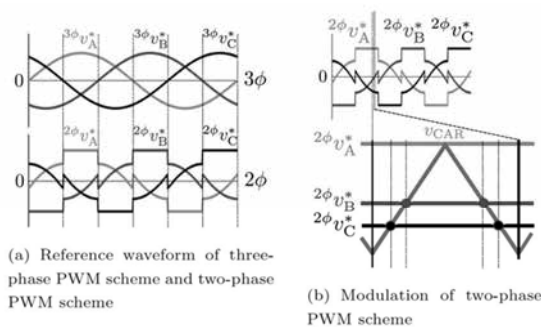 3ϕv*A 3ϕv*B 3ϕv*C
0 3ϕ
2ϕv*A 2ϕv*B 2ϕv*C
0 2ϕ
(a) Reference waveform of three-
phase PWM scheme and two-phase
PWM scheme
2ϕv*A 2ϕv*B 2ϕv*C
0
vCAR
2ϕv*A
2ϕv*B
2ϕv*C
(b) Modulation of two-phase
PWM scheme